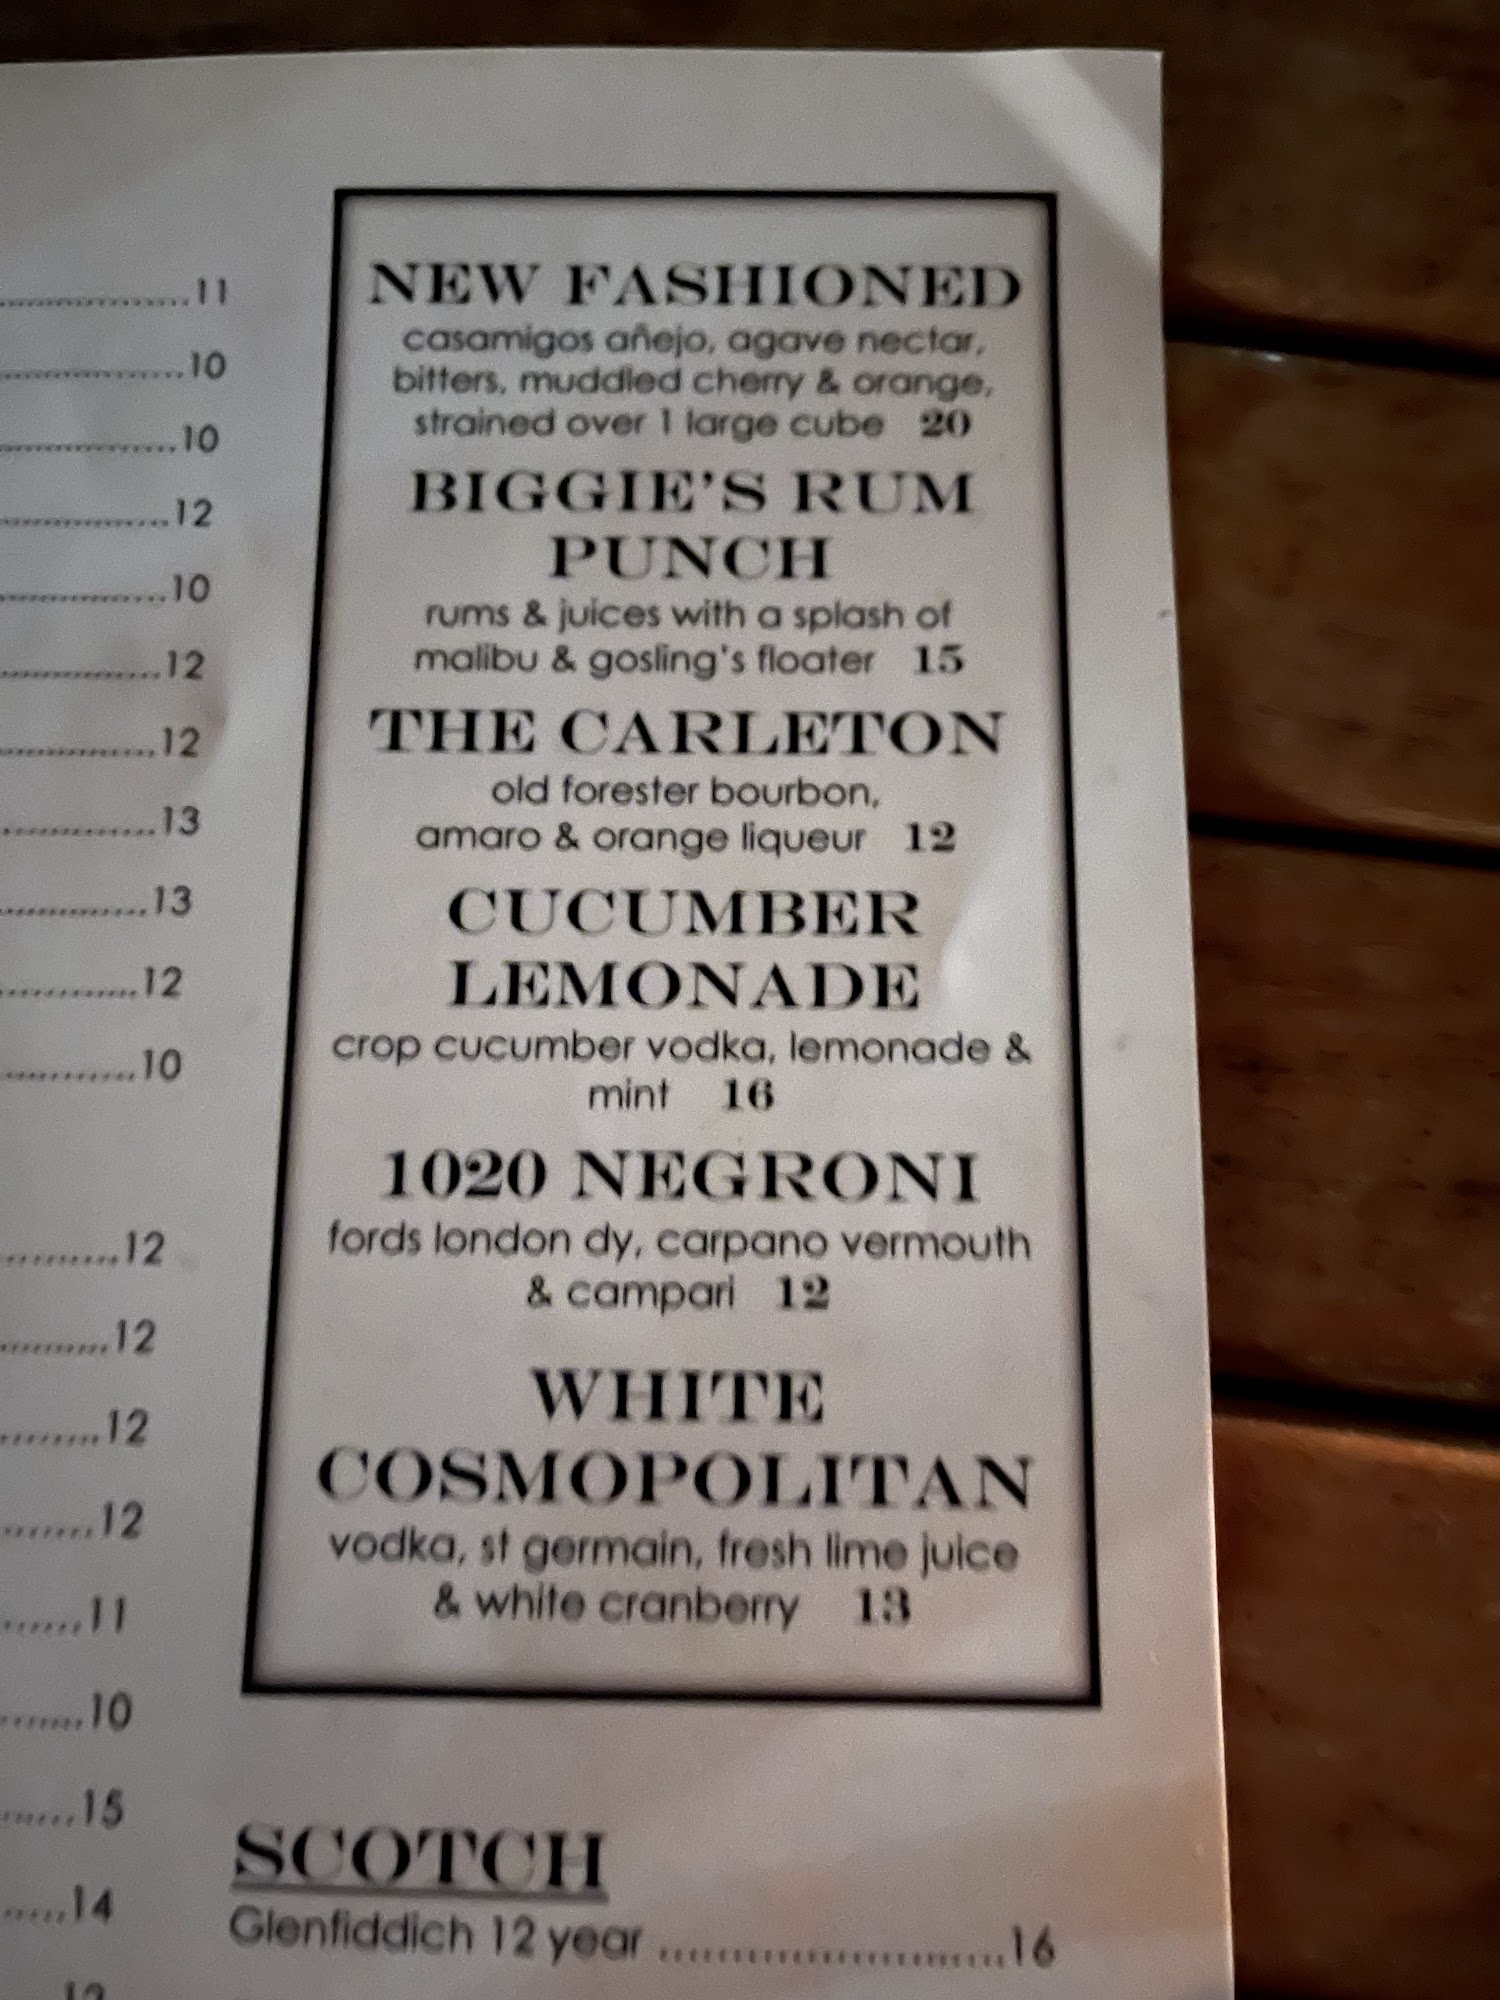 ...............11
...............10
...............10
...............12
...............10
...............12
...............12
...............13
...............13
...............12
...............10
...............12
...............12
...............12
...............12
...............11
...............10
...............15
...............14
NEW FASHIONED
casamigos añejo, agave nectar,
bitters, muddled cherry & orange,
strained over 1 large cube 20
BIGGIE'S RUM
PUNCH
rums & juices with a splash of
malibu & gosling's floater 15
THE CARLETON
old forester bourbon,
amaro & orange liqueur 12
CUCUMBER
LEMONADE
crop cucumber vodka, lemonade &
mint 16
1020 NEGRONI
fords london dy, carpano vermouth
& campari 12
WHITE
COSMOPOLITAN
vodka, st germain, fresh lime juice
& white cranberry 13
SCOTCH
Glenfiddich 12 year ........................16